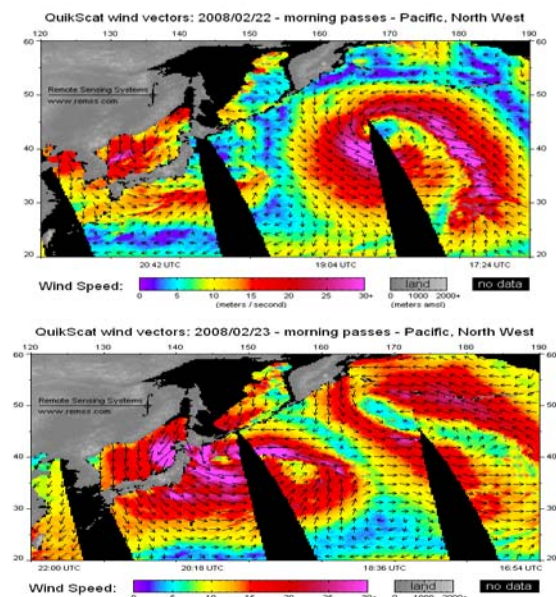 QuikScat wind vectors: 2008/02/22 - morning passes - Pacific, North West
120 130 140 150 160 170 180 190
60 60
50 50
40 40
30 30
20 20
Remote Sensing Systems
www.remss.com
20:42 UTC 19:04 UTC 17:24 UTC
Wind Speed: 0 5 10 15 20 25 30+
(meters / second)
land
0 1000 2000+
(meters amsl)
no data
QuikScat wind vectors: 2008/02/23 - morning passes - Pacific, North West
120 130 140 150 160 170 180 190
60 60
50 50
40 40
30 30
20 20
Remote Sensing Systems
www.remss.com
22:00 UTC 20:18 UTC 18:36 UTC 16:54 UTC
Wind Speed:
land
no data